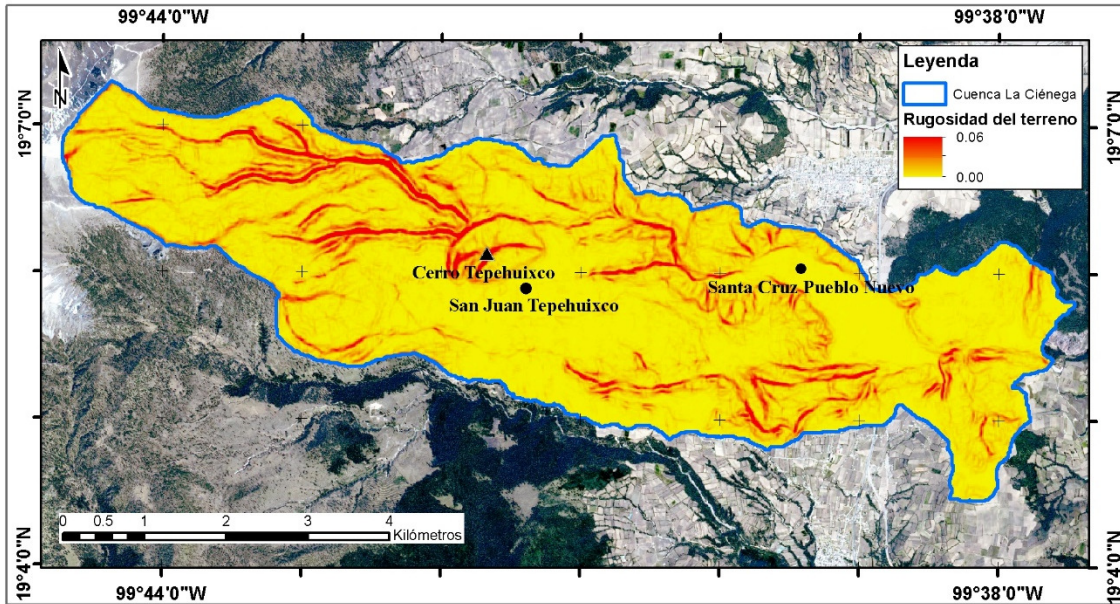 99°44'0"W
99°38'0"W
19°7'0"N
N
Leyenda
Cuenca La Ciénega
Rugosidad del terreno
0.06
0.00
19°7'0"N
Cerro Tepehuixco
San Juan Tepehuixco
Santa Cruz Pueblo Nuevo
0 0.5 1 2 3 4
Kilómetros
19°4'0"N
19°4'0"N
99°44'0"W
99°38'0"W